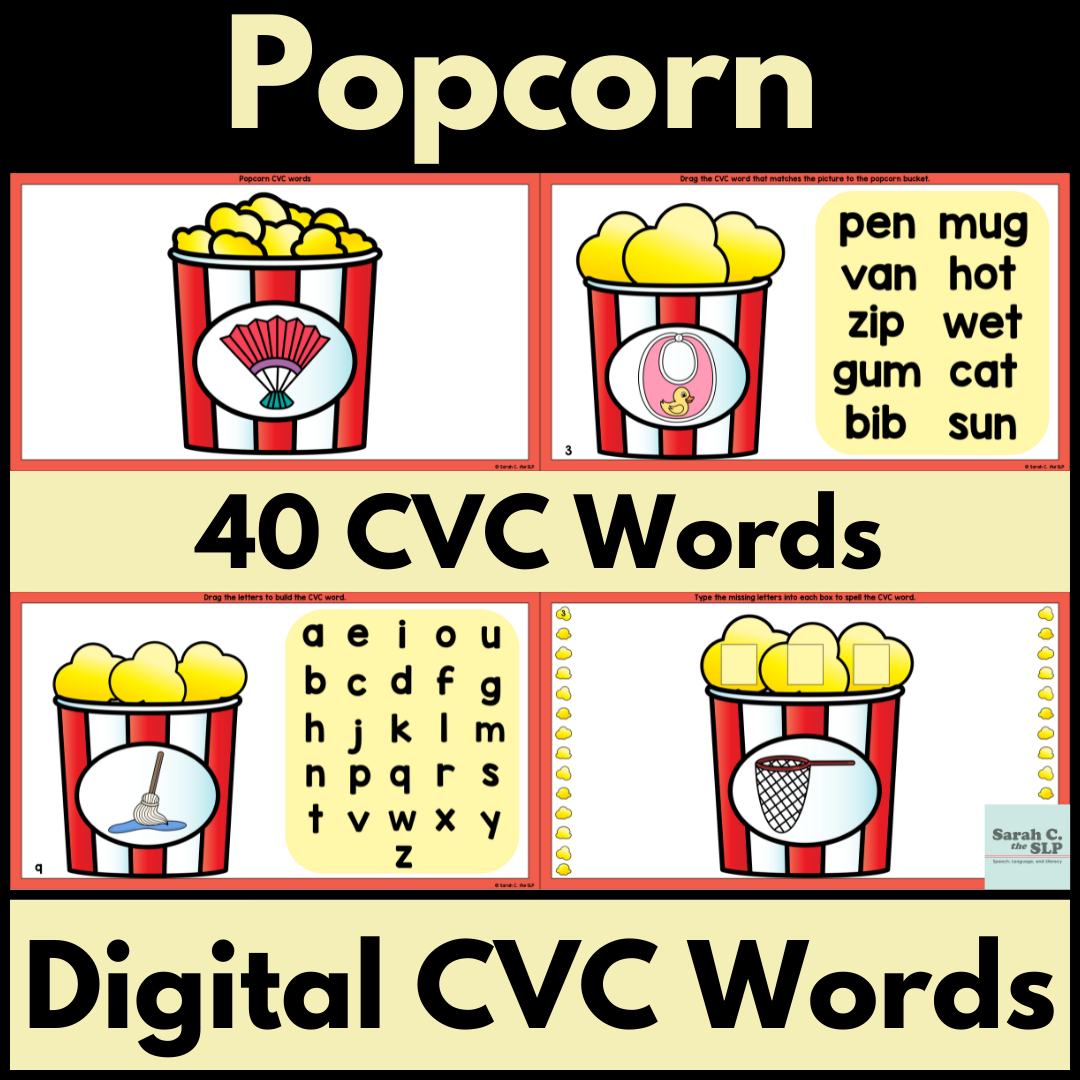 Popcorn
Popcorn CVC words
© Sarah C. the SLP
Drag the CVC word that matches the picture to the popcorn bucket.
pen mug
van hot
zip wet
gum cat
bib sun
3
© Sarah C. the SLP
40 CVC Words
Drag the letters to build the CVC word.
a e i o u
b c d f g
h j k l m
n p q r s
t v w x y
z
9
© Sarah C. the SLP
Type the missing letters into each box to spell the CVC word.
3
Sarah C.
the SLP
Speech, Language, and Literacy
Digital CVC Words